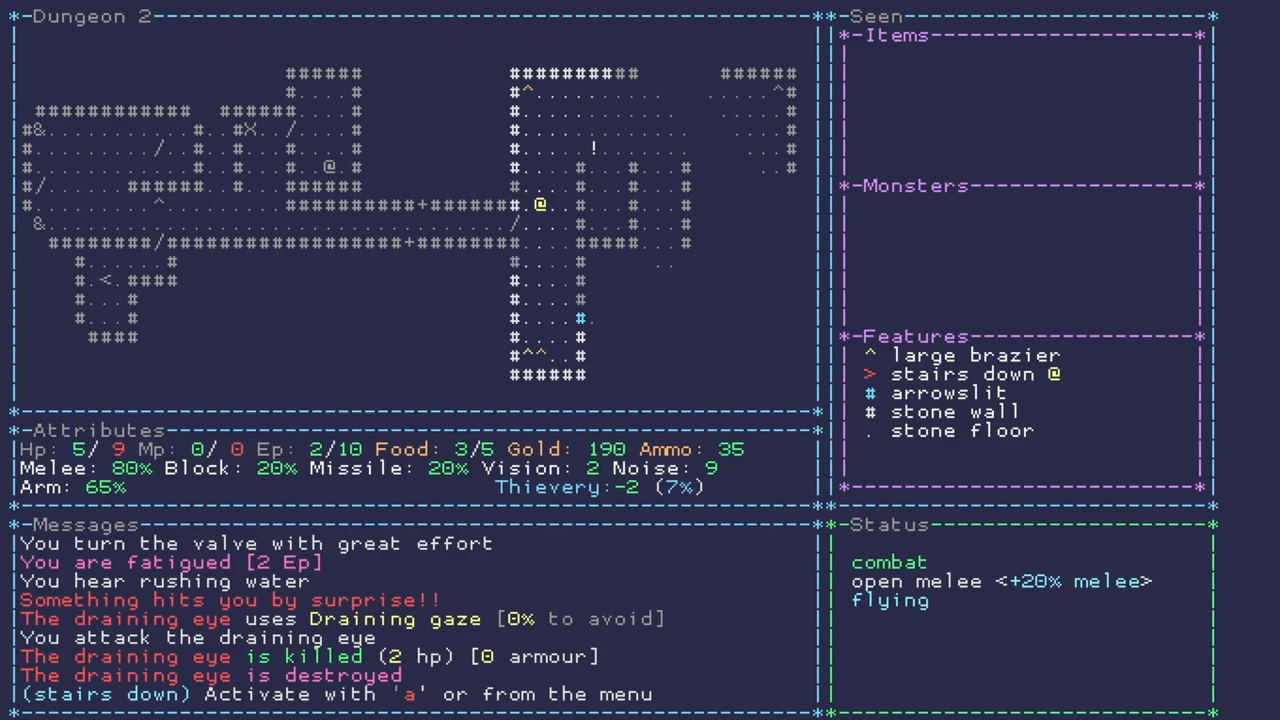 Dungeon 2
Seen
Items
Monsters
Features
^ large brazier
> stairs down @
# arrowslit
# stone wall
. stone floor
Attributes
Hp: 5/ 9 Mp: 0/ 0 Ep: 2/10 Food: 3/5 Gold: 190 Ammo: 35
Melee: 80% Block: 20% Missile: 20% Vision: 2 Noise: 9
Arm: 65% Thievery:-2 (7%)
Messages
You turn the valve with great effort
You are fatigued [2 Ep]
You hear rushing water
Something hits you by surprise!!
The draining eye uses Draining gaze [0% to avoid]
You attack the draining eye
The draining eye is killed (2 hp) [0 armour]
The draining eye is destroyed
(stairs down) Activate with 'a' or from the menu
Status
combat
open melee <+20% melee>
flying